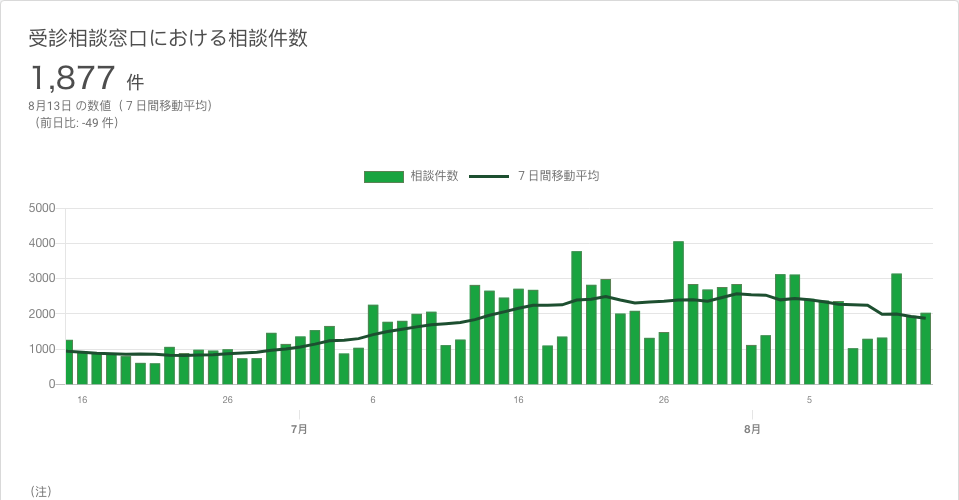 受診相談窓口における相談件数
1,877 件
8月13日 の数値（７日間移動平均）
（前日比: -49 件）
相談件数 ７日間移動平均
5000
4000
3000
2000
1000
0
16 26 6 16 26 5
7月 8月
（注）